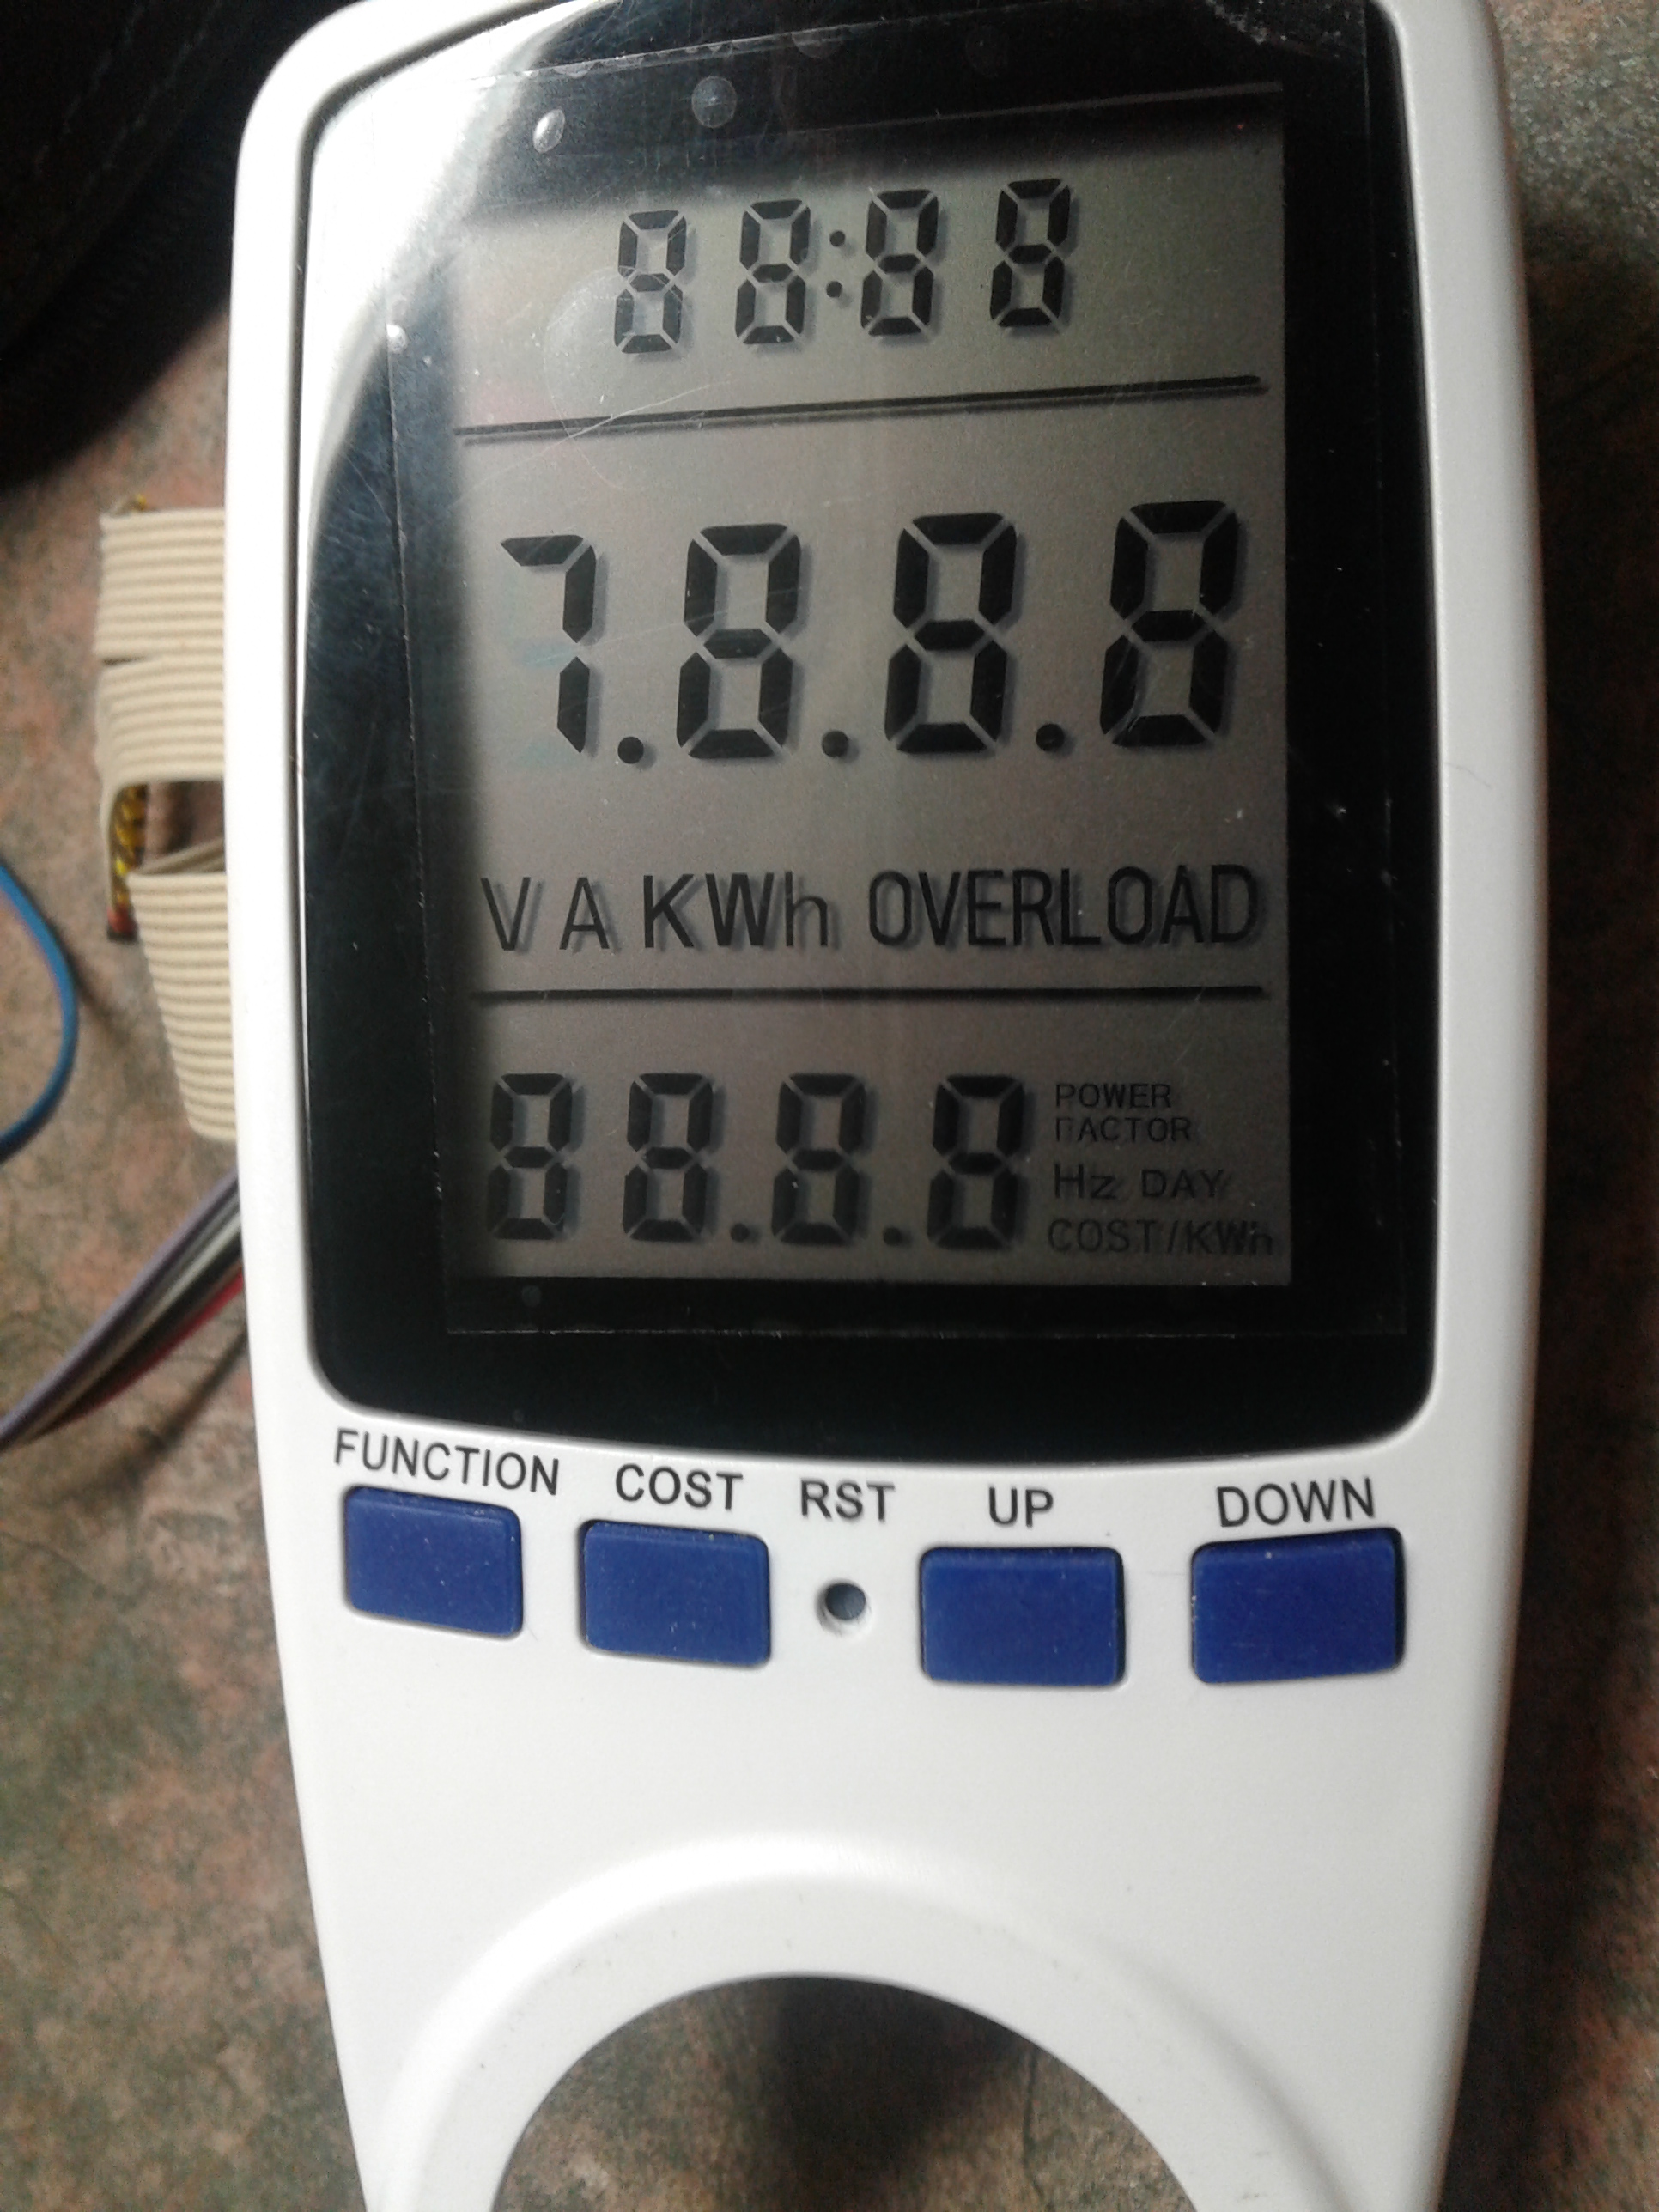 88:88
7.8.8.8
V A KWh OVERLOAD
88.8.8
POWER
FACTOR
Hz DAY
COST/KWh
FUNCTION COST RST UP DOWN